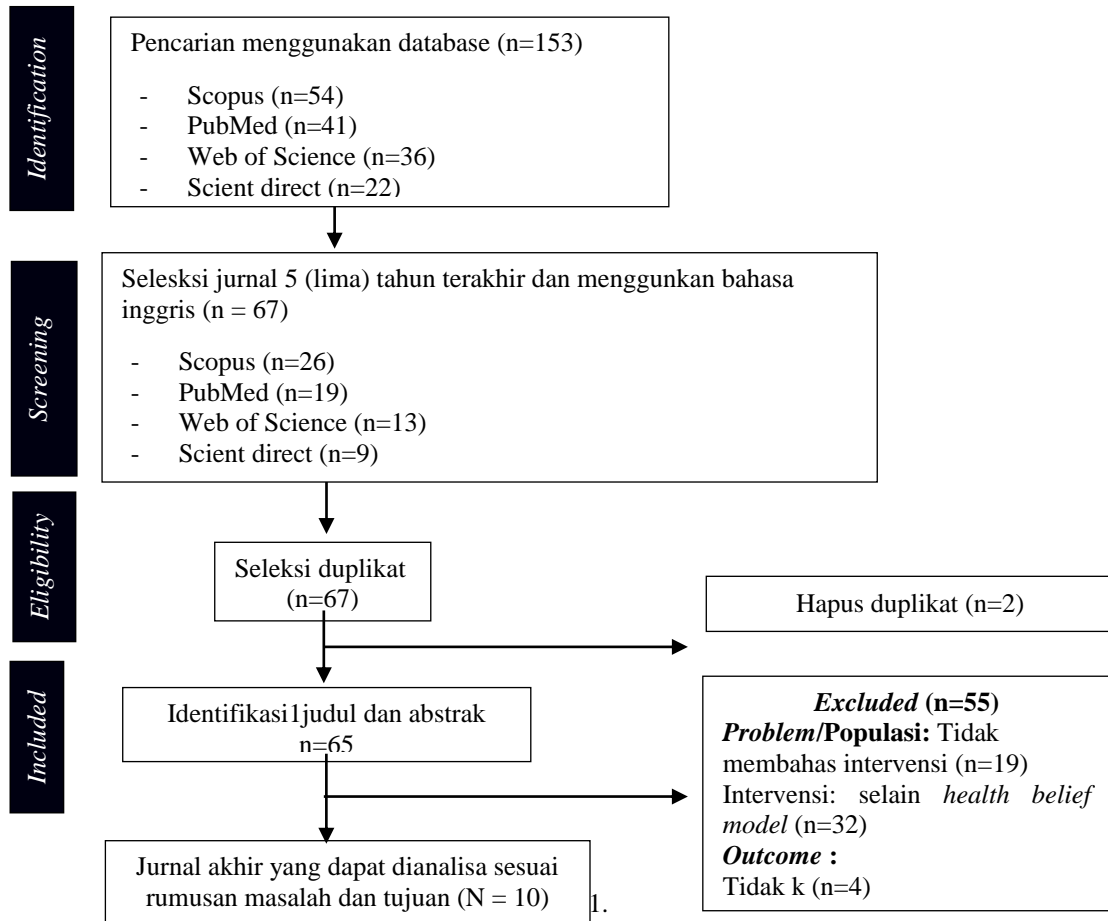 Identification
Pencarian menggunakan database (n=153)
- Scopus (n=54)
- PubMed (n=41)
- Web of Science (n=36)
- Scient direct (n=22)
Screening
Selesksi jurnal 5 (lima) tahun terakhir dan menggunkan bahasa
inggris (n = 67)
- Scopus (n=26)
- PubMed (n=19)
- Web of Science (n=13)
- Scient direct (n=9)
Eligibility
Seleksi duplikat
(n=67)
Hapus duplikat (n=2)
Included
Identifikasi1judul dan abstrak
n=65
Excluded (n=55)
Problem/Populasi: Tidak
membahas intervensi (n=19)
Intervensi: selain health belief
model (n=32)
Outcome :
Tidak k (n=4)
Jurnal akhir yang dapat dianalisa sesuai
rumusan masalah dan tujuan (N = 10)
1.